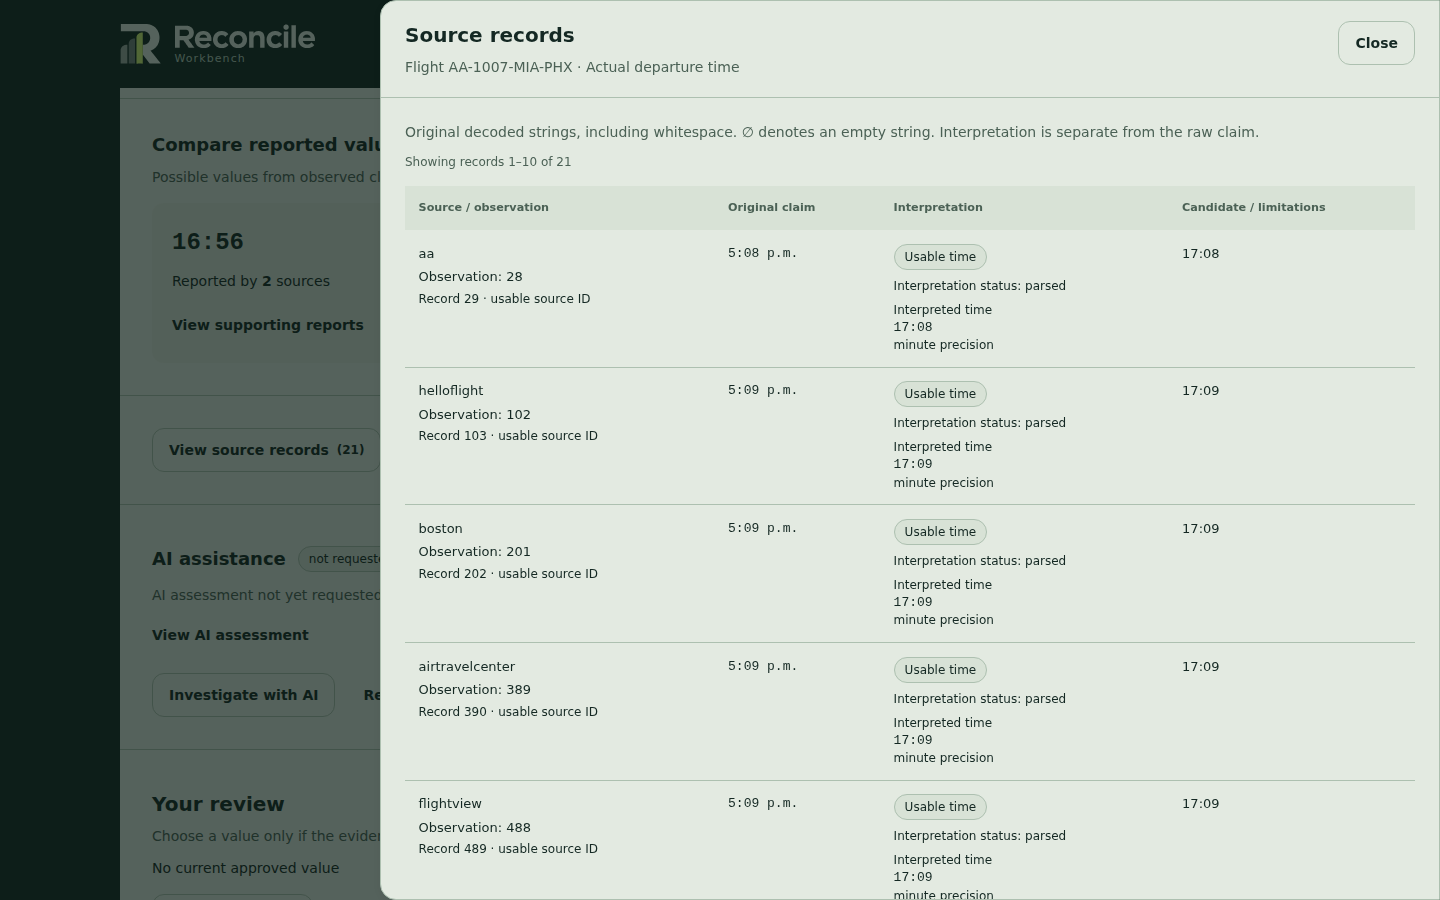 Reconcile
Workbench
Compare reported valu
Possible values from observed cl
16:56
Reported by 2 sources
View supporting reports
View source records (21)
AI assistance
not requeste
AI assessment not yet requested
View AI assessment
Investigate with AI
Re
Your review
Choose a value only if the eviden
No current approved value
Source records
Flight AA-1007-MIA-PHX · Actual departure time
Close
Original decoded strings, including whitespace. ∅ denotes an empty string. Interpretation is separate from the raw claim.
Showing records 1–10 of 21
Source / observation Original claim Interpretation Candidate / limitations
aa 5:08 p.m. Usable time 17:08
Observation: 28
Record 29 · usable source ID
Interpretation status: parsed
Interpreted time
17:08
minute precision
helloflight 5:09 p.m. Usable time 17:09
Observation: 102
Record 103 · usable source ID
Interpretation status: parsed
Interpreted time
17:09
minute precision
boston 5:09 p.m. Usable time 17:09
Observation: 201
Record 202 · usable source ID
Interpretation status: parsed
Interpreted time
17:09
minute precision
airtravelcenter 5:09 p.m. Usable time 17:09
Observation: 389
Record 390 · usable source ID
Interpretation status: parsed
Interpreted time
17:09
minute precision
flightview 5:09 p.m. Usable time 17:09
Observation: 488
Record 489 · usable source ID
Interpretation status: parsed
Interpreted time
17:09
minute precision